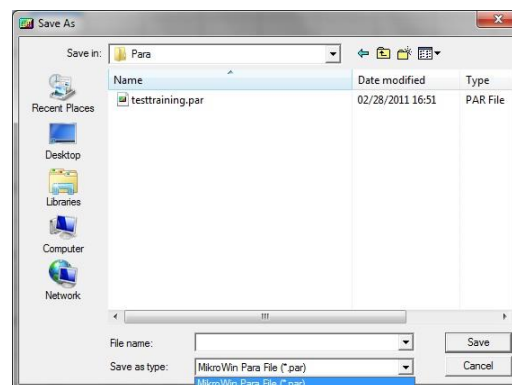 Save As
Save in: Para
Name Date modified Type
testtraining.par 02/28/2011 16:51 PAR File
Recent Places
Desktop
Libraries
Computer
Network
File name: Save
Save as type: MikroWin Para File (*.par) Cancel
MikroWin Para File (*.par)